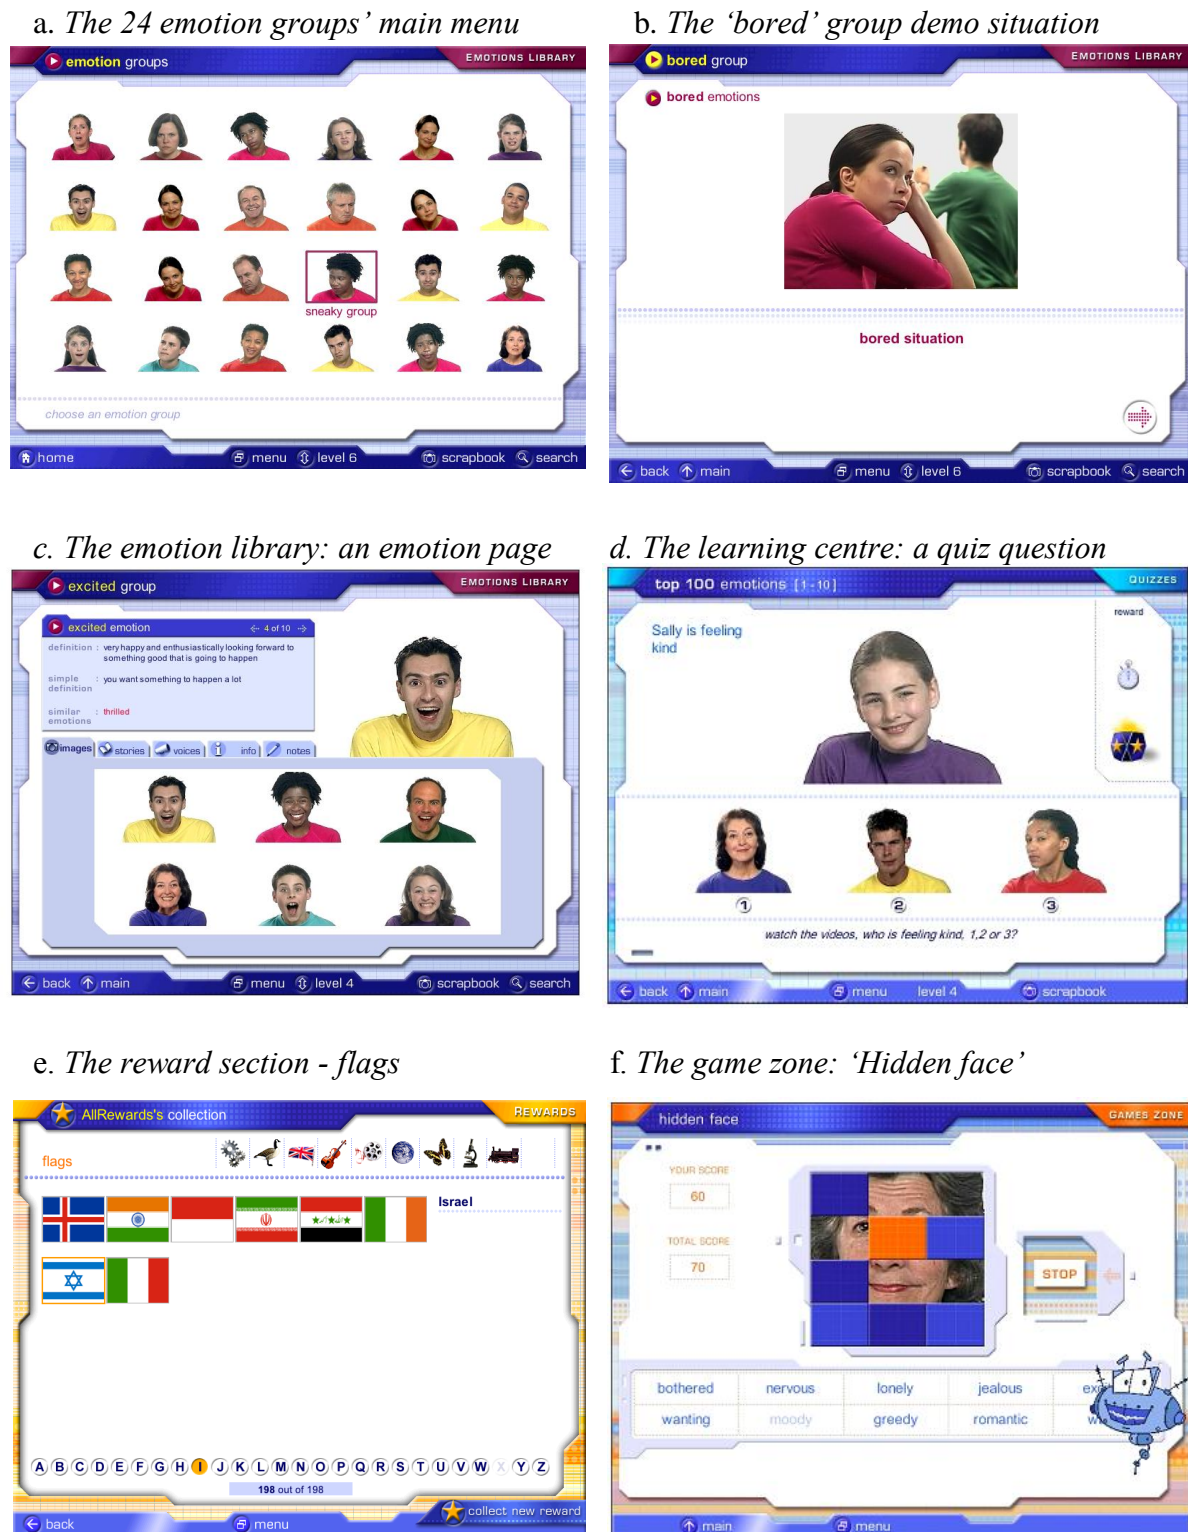 a. The 24 emotion groups’ main menu
emotion groups
EMOTIONS LIBRARY
sneaky group
choose an emotion group
home
menu
level 6
scrapbook
search
b. The ‘bored’ group demo situation
bored group
EMOTIONS LIBRARY
bored emotions
bored situation
back
main
menu
level 6
scrapbook
search
c. The emotion library: an emotion page
excited group
EMOTIONS LIBRARY
excited emotion
4 of 10
definition : very happy and enthusiastically looking forward to
something good that is going to happen
simple : you want something to happen a lot
definition
similar : thrilled
emotions
images
stories
voices
info
notes
back
main
menu
level 4
scrapbook
search
d. The learning centre: a quiz question
top 100 emotions [1-10]
QUIZZES
reward
Sally is feeling
kind
1
2
3
watch the videos, who is feeling kind, 1,2 or 3?
back
main
menu
level 4
scrapbook
e. The reward section - flags
AllRewards's collection
REWARDS
flags
Israel
A B C D E F G H I J K L M N O P Q R S T U V W X Y Z
198 out of 198
collect new reward
back
menu
f. The game zone: ‘Hidden face’
hidden face
GAMES ZONE
YOUR SCORE
60
TOTAL SCORE
70
STOP
bothered nervous lonely jealous
wanting moody greedy romantic
main
menu